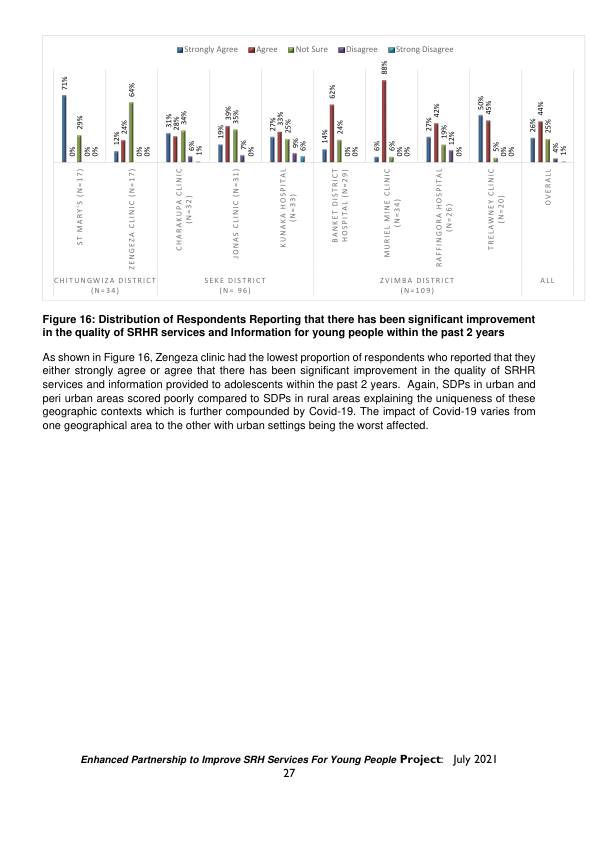 Strongly Agree Agree Not Sure Disagree Strong Disagree
71% 0% 29% 0% 0%
12% 24% 64% 0% 0%
31% 28% 34% 6% 1%
19% 39% 35% 7% 0%
27% 33% 25% 9% 6%
14% 62% 24% 0% 0%
6% 88% 6% 0% 0%
27% 42% 19% 12% 0%
50% 45% 5% 0% 0%
26% 44% 25% 4% 1%
ST MARY'S (N=17)
ZENGEZA CLINIC (N=17)
CHARAKUPA CLINIC
(N=32)
JONAS CLINIC (N=31)
KUNAKA HOSPITAL
(N=33)
BANKET DISTRICT
HOSPITAL (N=29)
MURIEL MINE CLINIC
(N=34)
RAFFINGORA HOSPITAL
(N=26)
TRELAWNEY CLINIC
(N=20)
OVERALL
CHITUNGWIZA DISTRICT
(N=34)
SEKE DISTRICT
(N= 96)
ZVIMBA DISTRICT
(N=109)
ALL
Figure 16: Distribution of Respondents Reporting that there has been significant improvement
in the quality of SRHR services and Information for young people within the past 2 years
As shown in Figure 16, Zengeza clinic had the lowest proportion of respondents who reported that they
either strongly agree or agree that there has been significant improvement in the quality of SRHR
services and information provided to adolescents within the past 2 years. Again, SDPs in urban and
peri urban areas scored poorly compared to SDPs in rural areas explaining the uniqueness of these
geographic contexts which is further compounded by Covid-19. The impact of Covid-19 varies from
one geographical area to the other with urban settings being the worst affected.
Enhanced Partnership to Improve SRH Services For Young People Project: July 2021
27